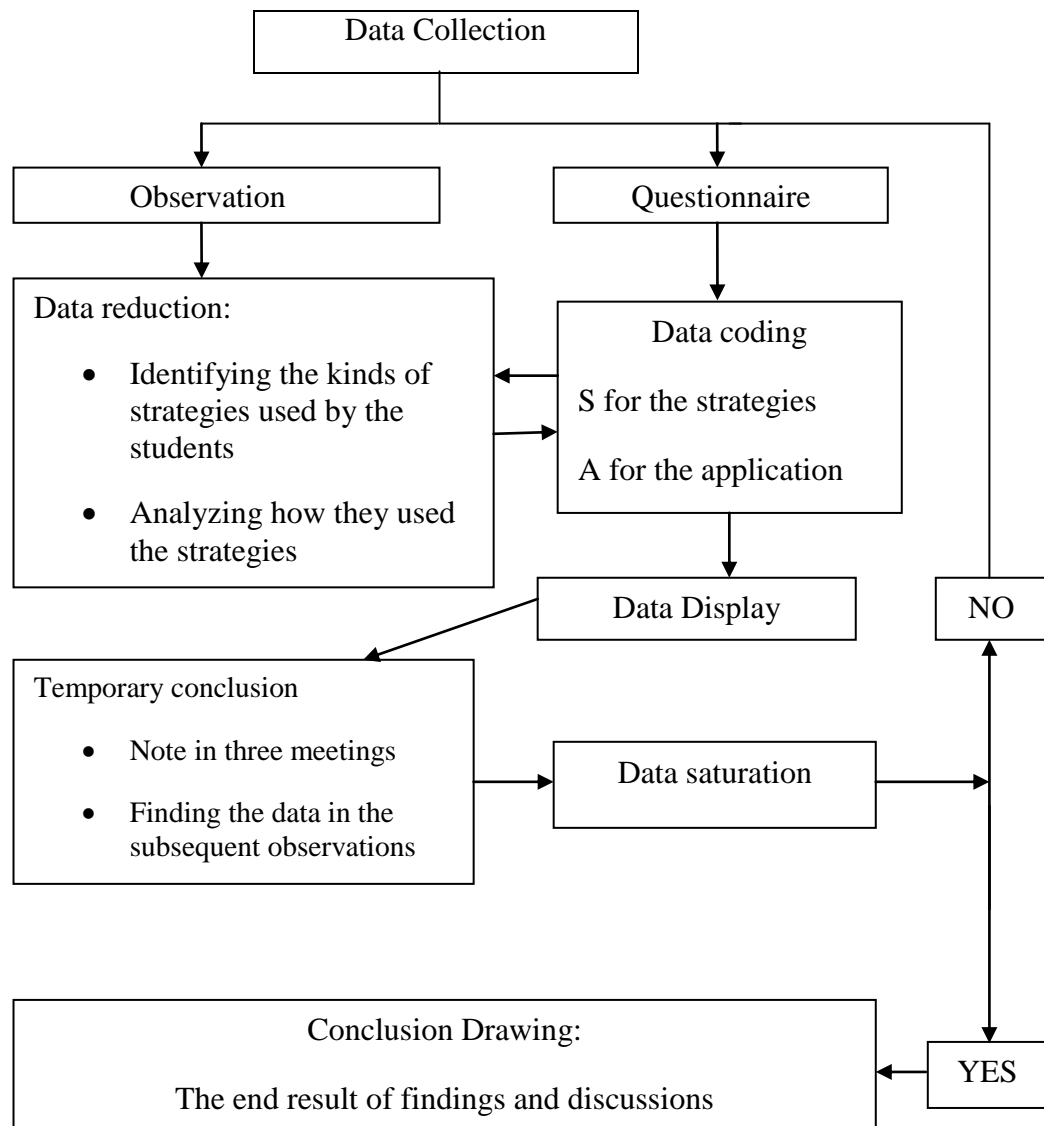 Data Collection
Observation
Questionnaire
Data reduction:
• Identifying the kinds of
strategies used by the
students
• Analyzing how they used
the strategies
Data coding
S for the strategies
A for the application
Data Display
NO
Temporary conclusion
• Note in three meetings
• Finding the data in the
subsequent observations
Data saturation
Conclusion Drawing:
The end result of findings and discussions
YES